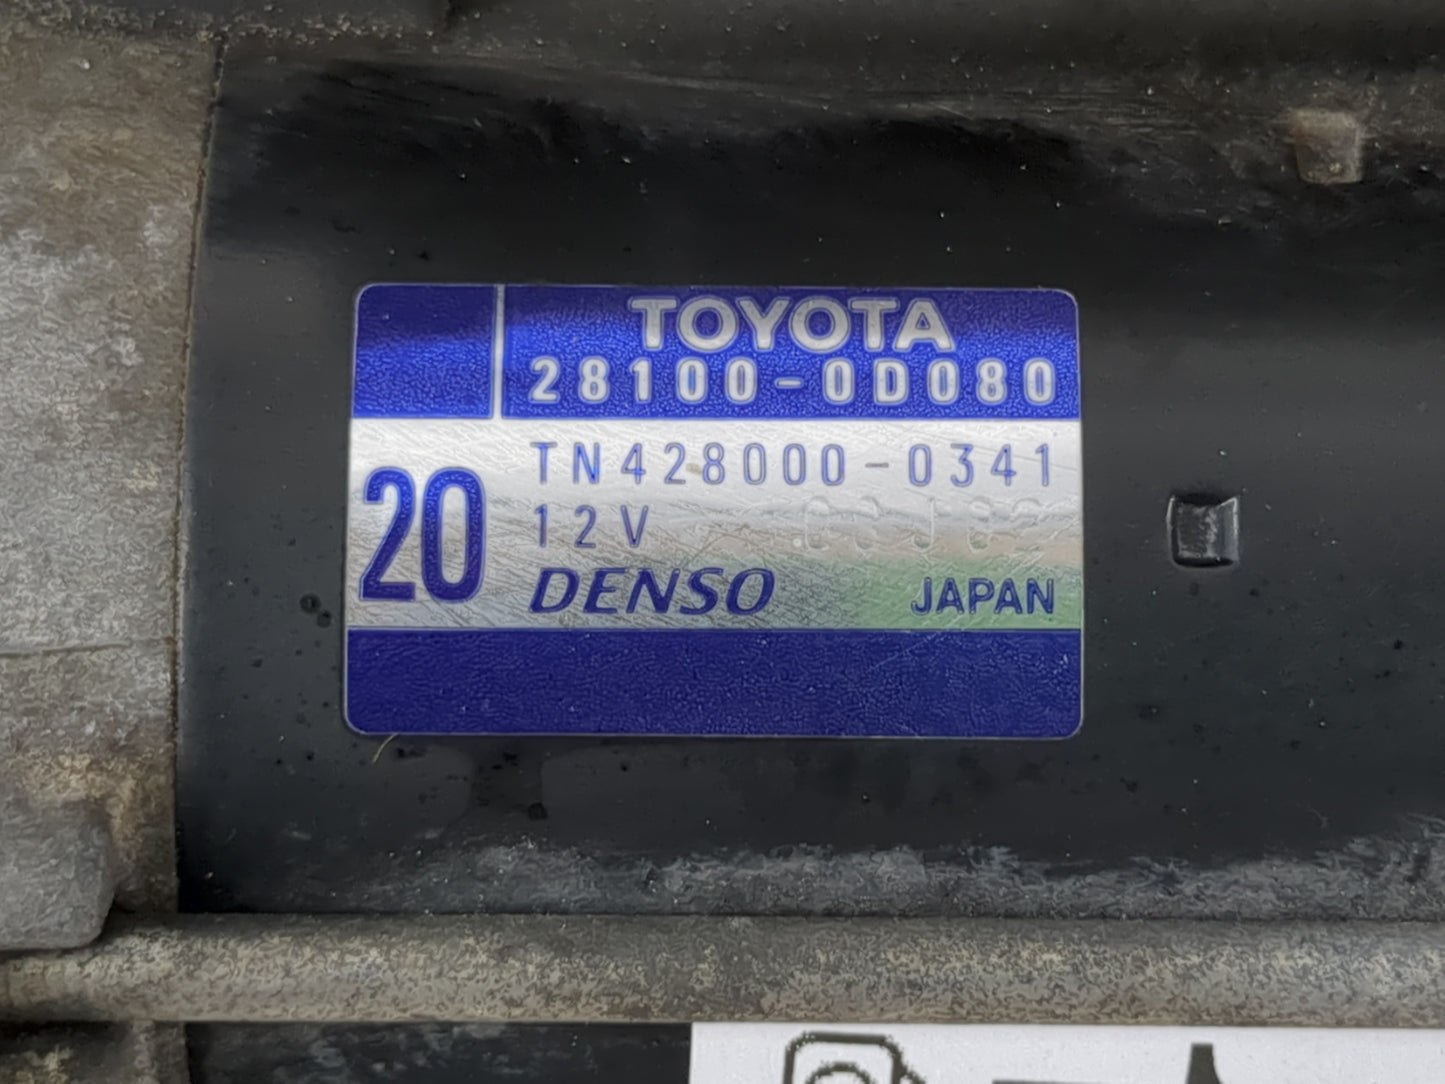 TOYOTA
28100-0D080
TN428000-0341
20
12V
DENSO
JAPAN